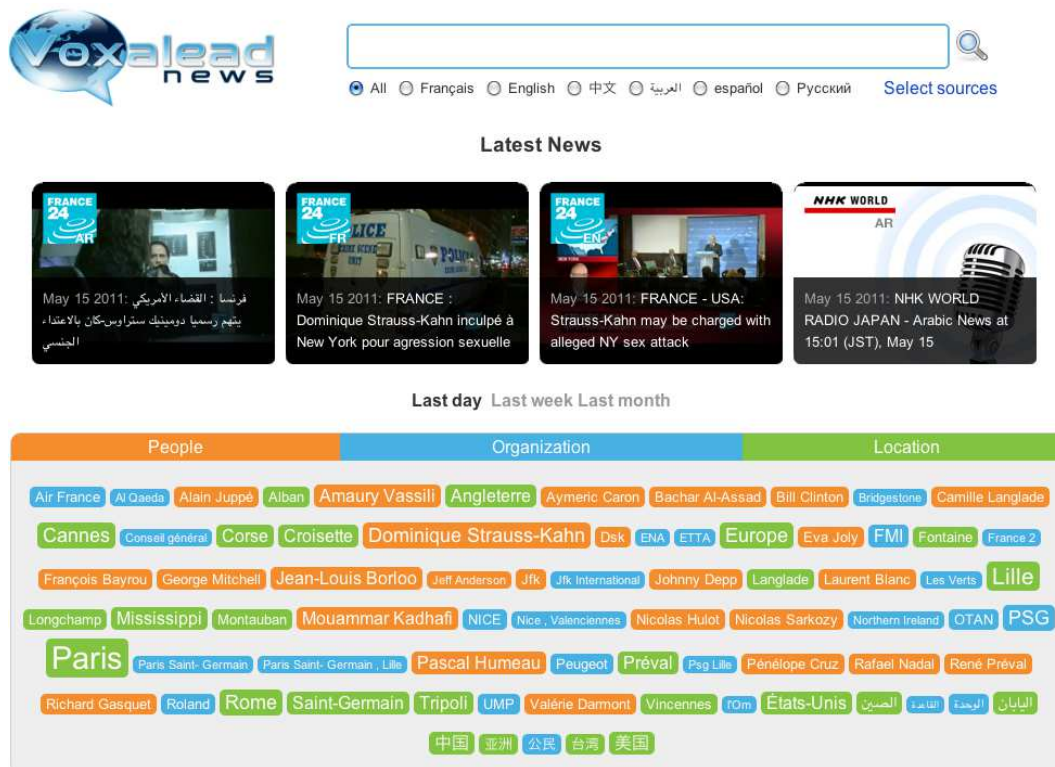 Voxalead
news
All Français English 中文 العربية español Русский Select sources
Latest News
FRANCE
24
AR
May 15 2011: فرنسا : القضاء الأمريكي
يتهم رسميا دومينيك ستراوس-كان بالاعتداء
الجنسي
FRANCE
24
FR
POLICE
CRIME SCENE
UNIT
May 15 2011: FRANCE :
Dominique Strauss-Kahn inculpé à
New York pour agression sexuelle
FRANCE
24
EN
NEW YORK
May 15 2011: FRANCE - USA:
Strauss-Kahn may be charged with
alleged NY sex attack
NHK WORLD
AR
May 15 2011: NHK WORLD
RADIO JAPAN - Arabic News at
15:01 (JST), May 15
Last day Last week Last month
People Organization Location
Air France Al Qaeda Alain Juppé Alban Amaury Vassili Angleterre Aymeric Caron Bachar Al-Assad Bill Clinton Bridgestone Camille Langlade
Cannes Conseil général Corse Croisette Dominique Strauss-Kahn Dsk ENA ETTA Europe Eva Joly FMI Fontaine France 2
François Bayrou George Mitchell Jean-Louis Borloo Jeff Anderson Jfk Jfk International Johnny Depp Langlade Laurent Blanc Les Verts Lille
Longchamp Mississippi Montauban Mouammar Kadhafi NICE Nice , Valenciennes Nicolas Hulot Nicolas Sarkozy Northern Ireland OTAN PSG
Paris Paris Saint- Germain Paris Saint- Germain , Lille Pascal Humeau Peugeot Préval Psg Lille Pénélope Cruz Rafael Nadal René Préval
Richard Gasquet Roland Rome Saint-Germain Tripoli UMP Valérie Darmont Vincennes l'Om États-Unis الصين القاعدة الوحدة اليابان
中国 亚洲 公民 台湾 美国